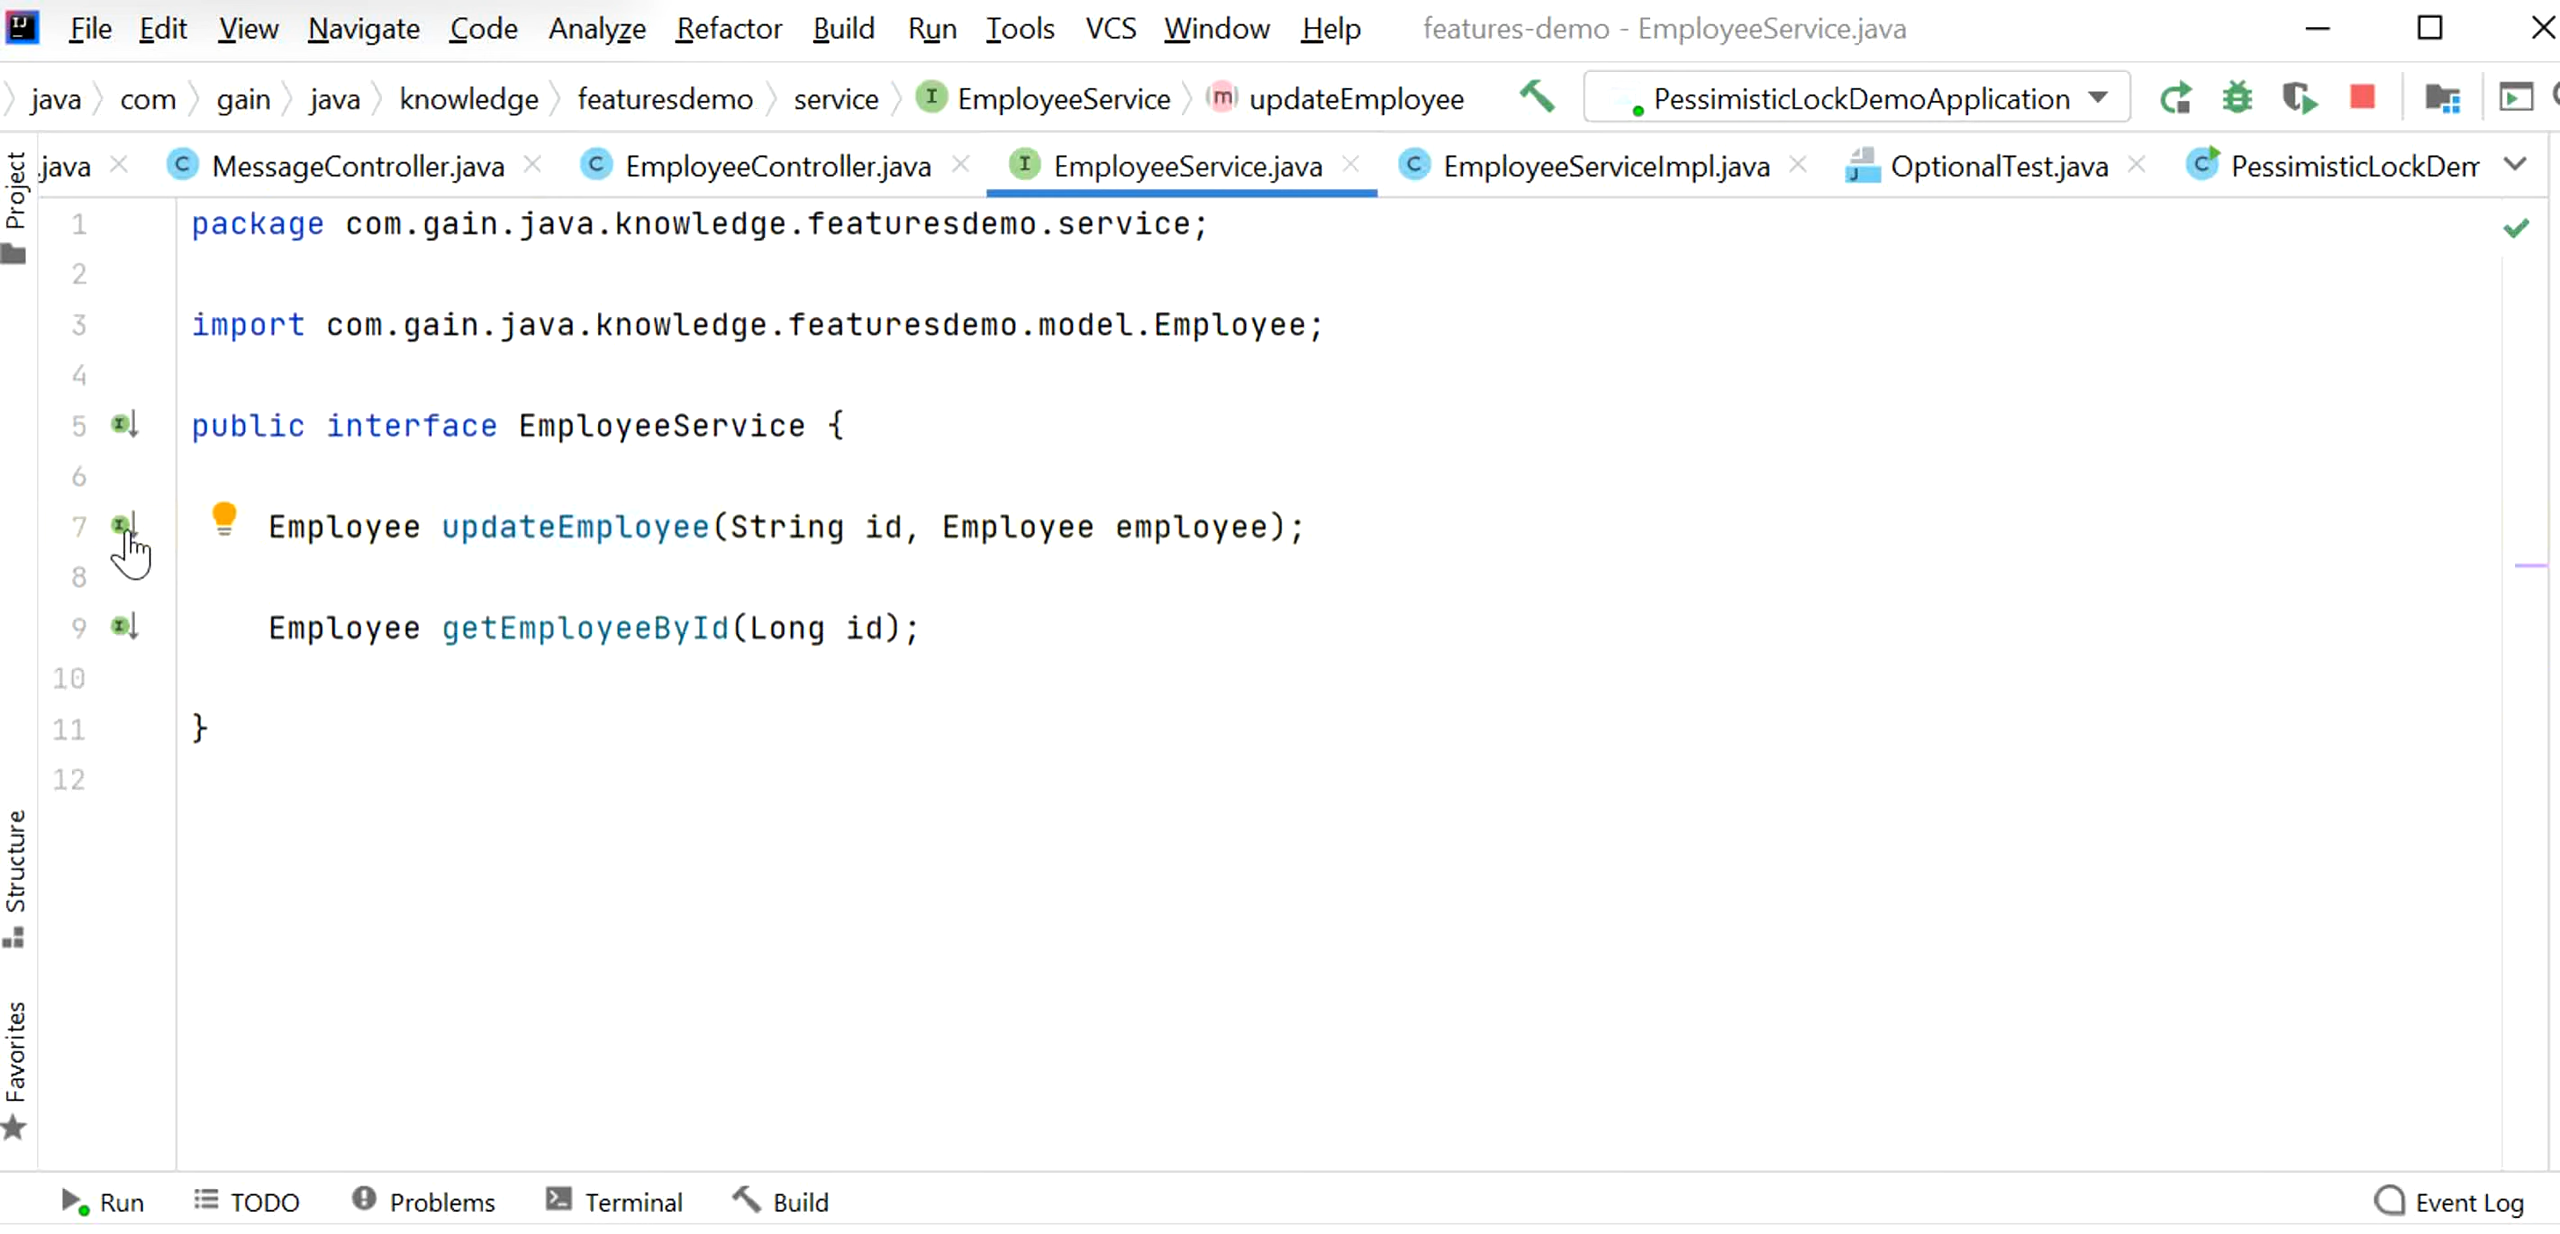 File Edit View Navigate Code Analyze Refactor Build Run Tools VCS Window Help features-demo - EmployeeService.java
java com gain java knowledge featuresdemo service EmployeeService updateEmployee PessimisticLockDemoApplication
.java MessageController.java EmployeeController.java EmployeeService.java EmployeeServiceImpl.java OptionalTest.java PessimisticLockDem
Project
1 package com.gain.java.knowledge.featuresdemo.service;
2
3 import com.gain.java.knowledge.featuresdemo.model.Employee;
4
5 public interface EmployeeService {
6
7 Employee updateEmployee(String id, Employee employee);
8
9 Employee getEmployeeById(Long id);
10
11 }
12
Structure
Favorites
Run TODO Problems Terminal Build Event Log